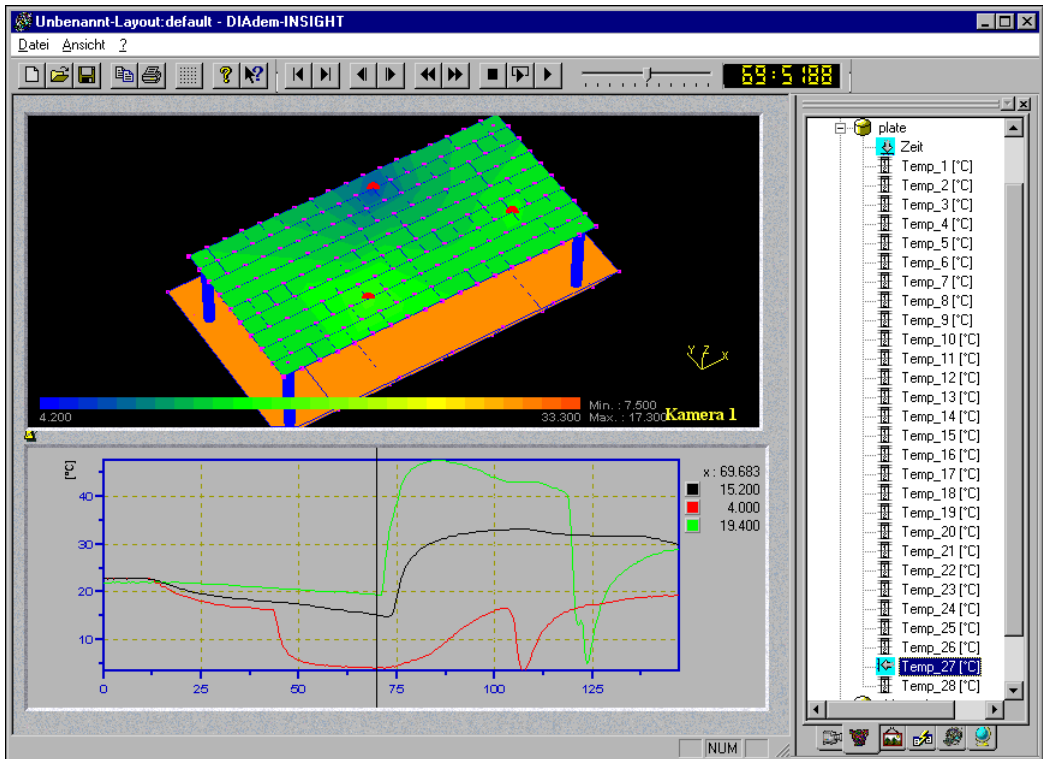 Unbenannt-Layout:default - DIAdem-INSIGHT
Datei Ansicht ?
69:5188
Y Z X
4.200
33.300
Min. : 7.500
Max. : 17.300
Kamera 1
[°C]
x : 69.683
15.200
4.000
19.400
40
30
20
10
0 25 50 75 100 125
plate
Zeit
Temp_1 [°C]
Temp_2 [°C]
Temp_3 [°C]
Temp_4 [°C]
Temp_5 [°C]
Temp_6 [°C]
Temp_7 [°C]
Temp_8 [°C]
Temp_9 [°C]
Temp_10 [°C]
Temp_11 [°C]
Temp_12 [°C]
Temp_13 [°C]
Temp_14 [°C]
Temp_15 [°C]
Temp_16 [°C]
Temp_17 [°C]
Temp_18 [°C]
Temp_19 [°C]
Temp_20 [°C]
Temp_21 [°C]
Temp_22 [°C]
Temp_23 [°C]
Temp_24 [°C]
Temp_25 [°C]
Temp_26 [°C]
Temp_27 [°C]
Temp_28 [°C]
NUM